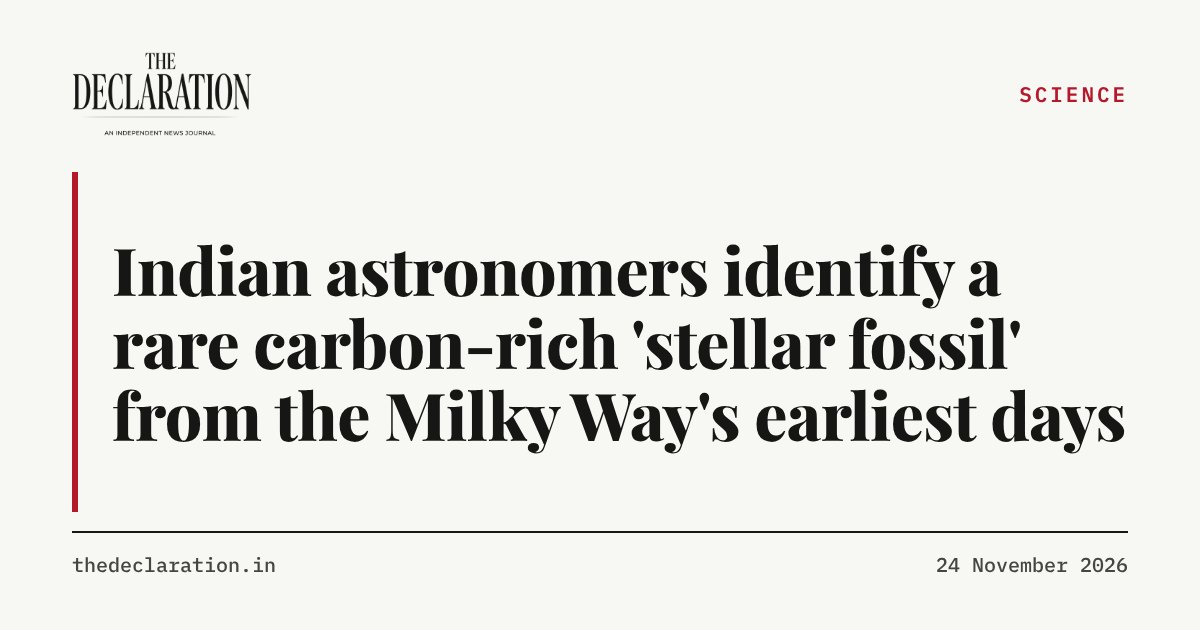 THE
DECLARATION
AN INDEPENDENT NEWS JOURNAL
SCIENCE
Indian astronomers identify a
rare carbon-rich 'stellar fossil'
from the Milky Way's earliest days
thedeclaration.in
24 November 2026